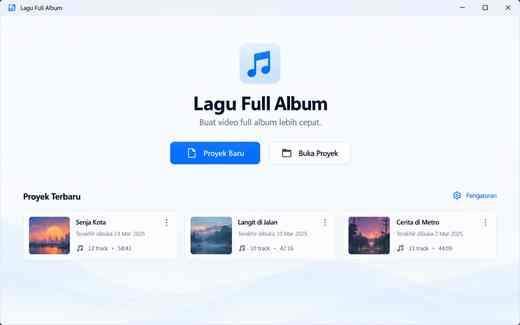 Lagu Full Album
Lagu Full Album
Buat video full album lebih cepat.
Proyek Baru
Buka Proyek
Proyek Terbaru
Pengaturan
Senja Kota
Terakhir dibuka 23 Mar 2025
12 track • 58:43
Langit di Jalan
Terakhir dibuka 15 Mar 2025
10 track • 42:16
Cerita di Metro
Terakhir dibuka 2 Mar 2025
11 track • 44:09